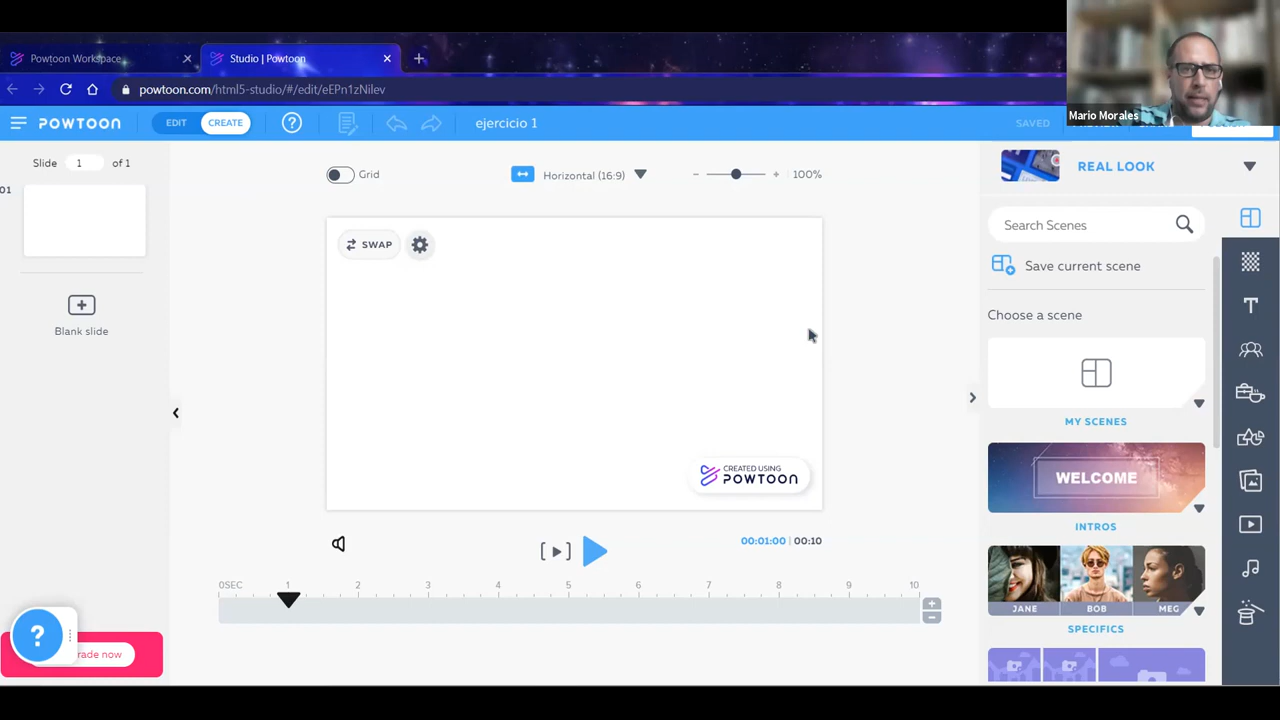 Powtoon Workspace
Studio | Powtoon
powtoon.com/html5-studio/#/edit/eEPn1zNilev
Mario Morales
POWTOON
EDIT
CREATE
ejercicio 1
SAVED
Slide 1 of 1
01
Blank slide
Grid
Horizontal (16:9)
100%
SWAP
CREATED USING
POWTOON
00:01:00 | 00:10
0SEC 1 2 3 4 5 6 7 8 9 10
?
rade now
REAL LOOK
Search Scenes
Save current scene
Choose a scene
MY SCENES
WELCOME
INTROS
JANE BOB MEG
SPECIFICS